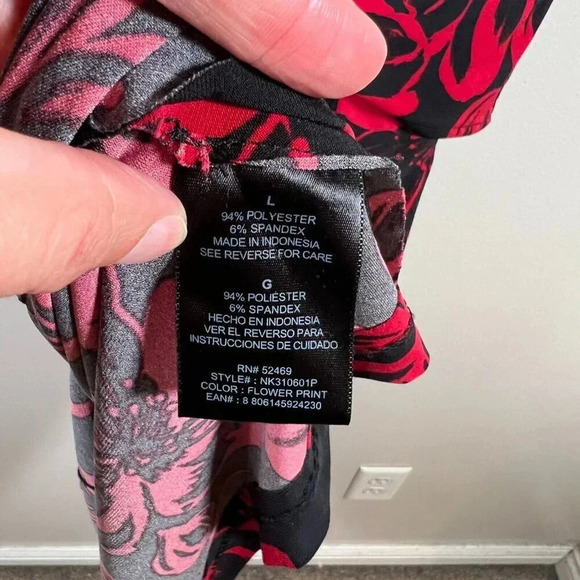 L
94% POLYESTER
6% SPANDEX
MADE IN INDONESIA
SEE REVERSE FOR CARE
G
94% POLIÉSTER
6% SPANDEX
HECHO EN INDONESIA
VER EL REVERSO PARA
INSTRUCCIONES DE CUIDADO
RN# 52469
STYLE# : NK310601P
COLOR : FLOWER PRINT
EAN# : 8 806145924230